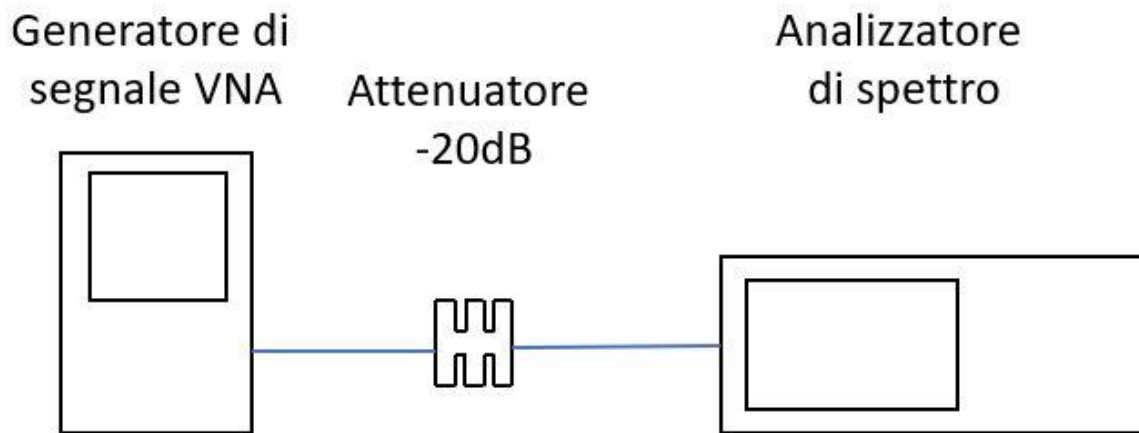 Generatore di
segnale VNA
Attenuatore
-20dB
Analizzatore
di spettro